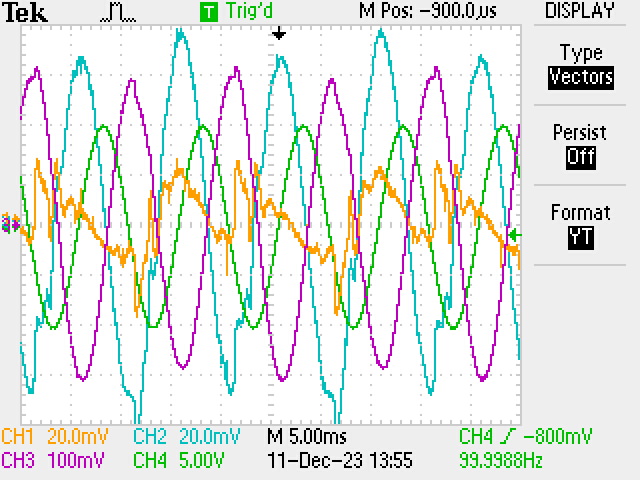 Tek T Trig'd M Pos: -900.0µs DISPLAY
Type
Vectors
Persist
Off
Format
YT
CH1 20.0mV CH2 20.0mV M 5.00ms CH4 / -800mV
CH3 100mV CH4 5.00V 11-Dec-23 13:55 99.9988Hz